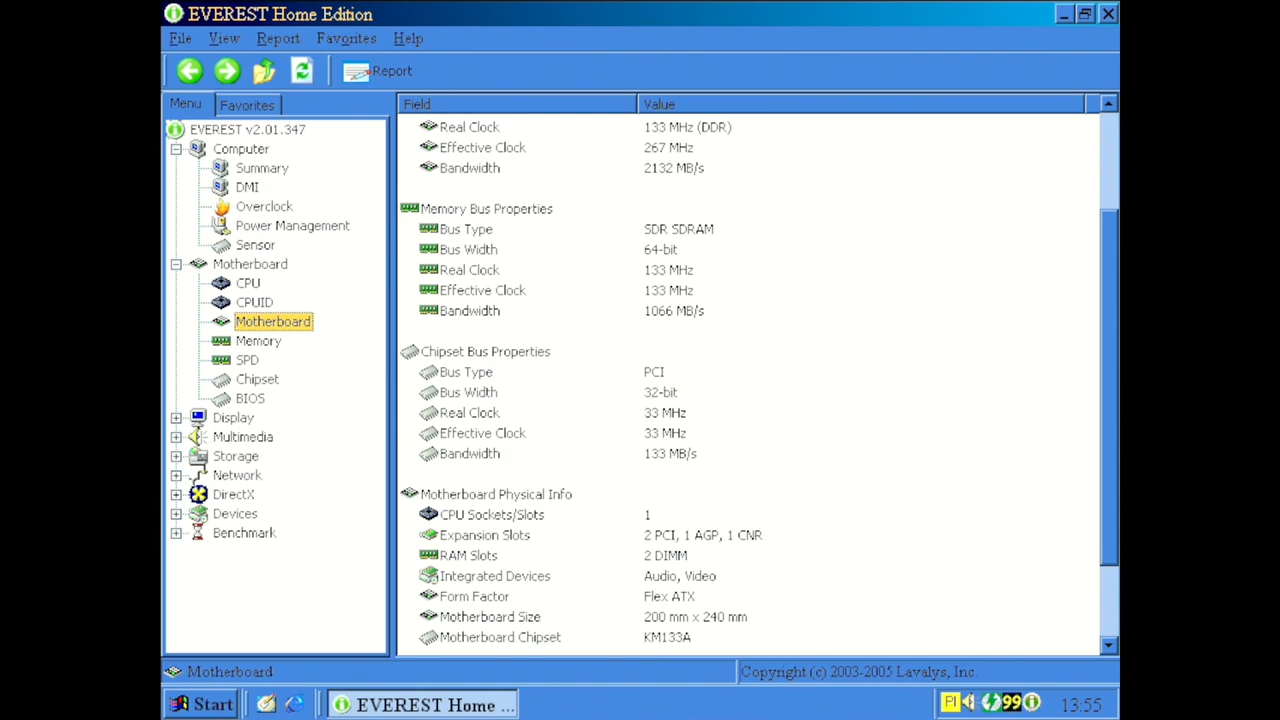 EVEREST Home Edition
File View Report Favorites Help
Report
Menu Favorites
EVEREST v2.01.347
Computer
Summary
DMI
Overclock
Power Management
Sensor
Motherboard
CPU
CPUID
Motherboard
Memory
SPD
Chipset
BIOS
Display
Multimedia
Storage
Network
DirectX
Devices
Benchmark
Field Value
Real Clock 133 MHz (DDR)
Effective Clock 267 MHz
Bandwidth 2132 MB/s
Memory Bus Properties
Bus Type SDR SDRAM
Bus Width 64-bit
Real Clock 133 MHz
Effective Clock 133 MHz
Bandwidth 1066 MB/s
Chipset Bus Properties
Bus Type PCI
Bus Width 32-bit
Real Clock 33 MHz
Effective Clock 33 MHz
Bandwidth 133 MB/s
Motherboard Physical Info
CPU Sockets/Slots 1
Expansion Slots 2 PCI, 1 AGP, 1 CNR
RAM Slots 2 DIMM
Integrated Devices Audio, Video
Form Factor Flex ATX
Motherboard Size 200 mm x 240 mm
Motherboard Chipset KM133A
Motherboard Copyright (c) 2003-2005 Lavalys, Inc.
Start EVEREST Home ... Pl 99 13:55